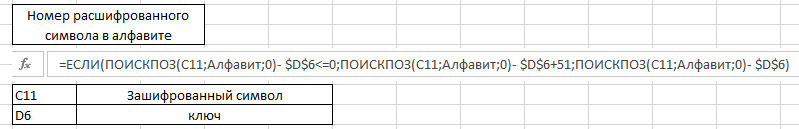 Номер расшифрованного
символа в алфавите
fx =ЕСЛИ(ПОИСКПОЗ(C11;Алфавит;0)- $D$6<=0;ПОИСКПОЗ(C11;Алфавит;0)- $D$6+51;ПОИСКПОЗ(C11;Алфавит;0)- $D$6)
C11 Зашифрованный символ
D6 ключ